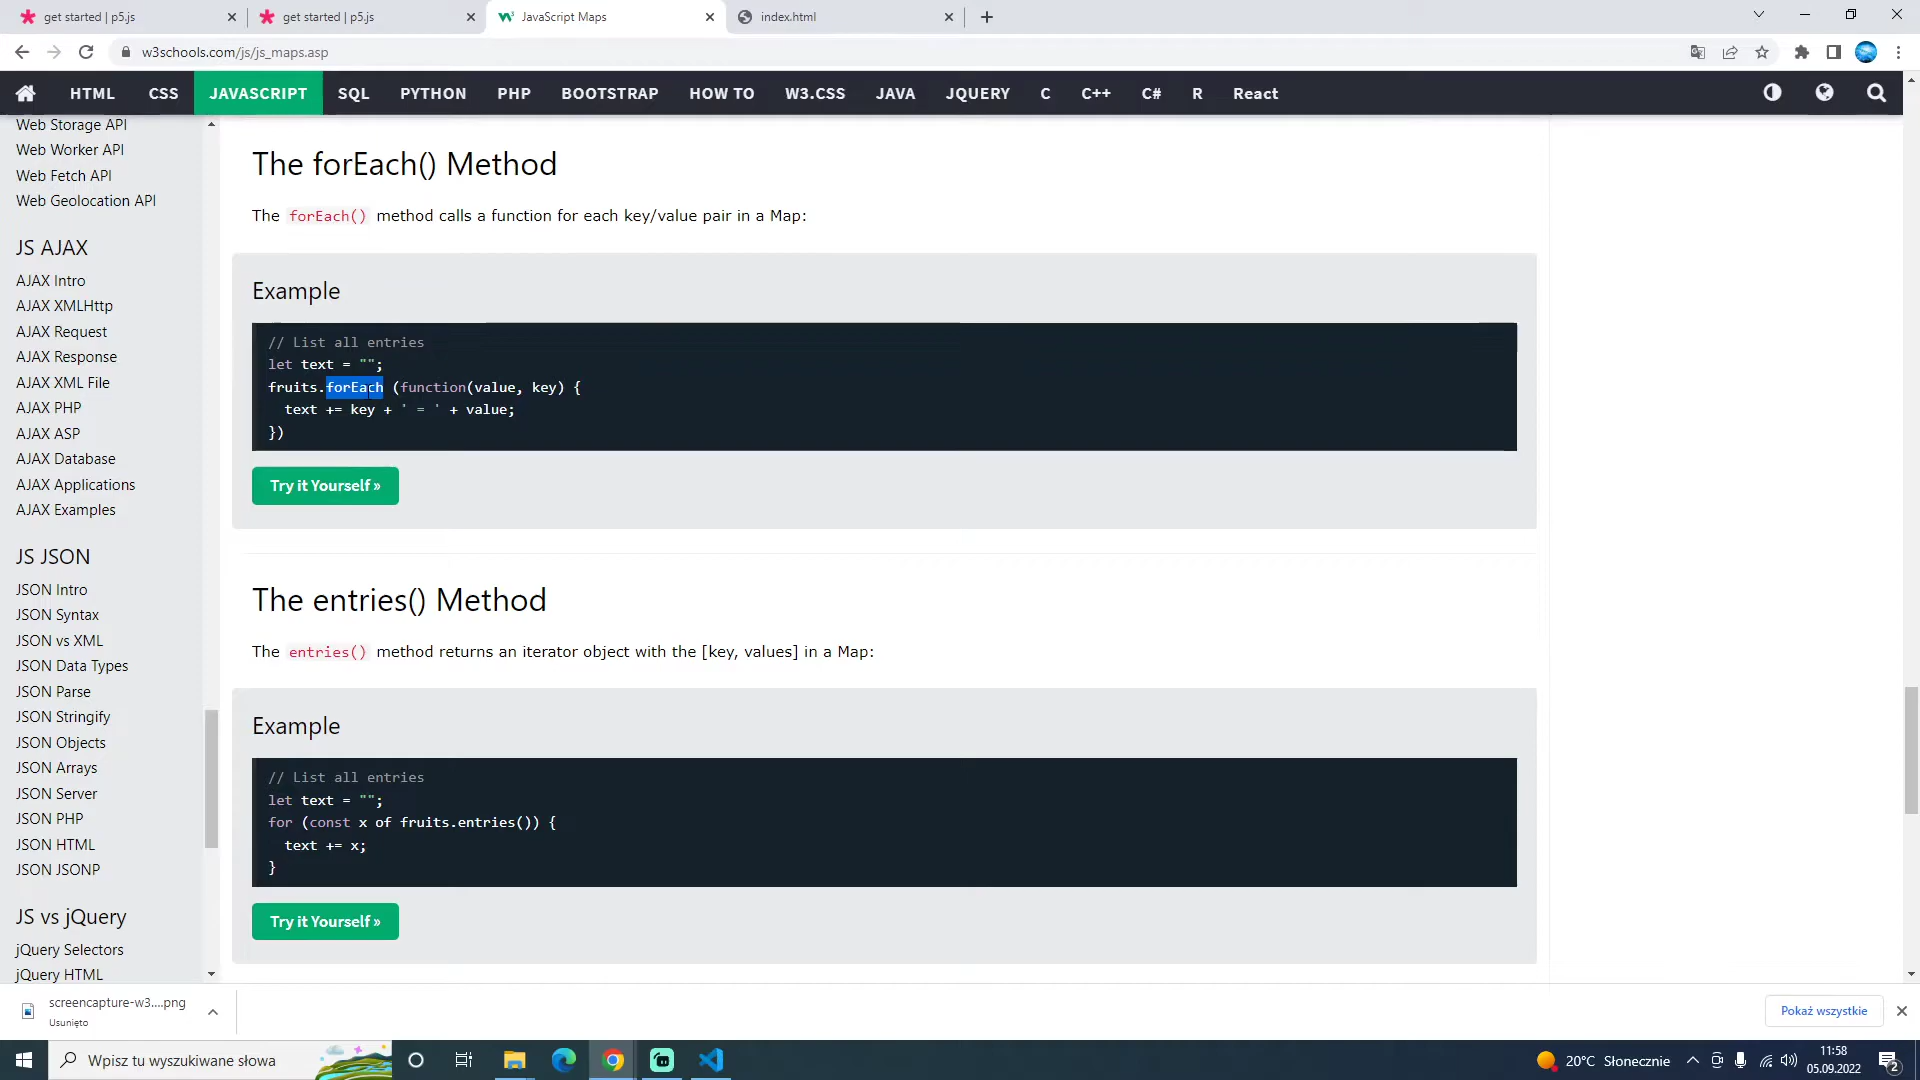 get started | p5.js
get started | p5.js
JavaScript Maps
index.html
w3schools.com/js/js_maps.asp
HTML CSS JAVASCRIPT SQL PYTHON PHP BOOTSTRAP HOW TO W3.CSS JAVA JQUERY C C++ C# R React
Web Storage API
Web Worker API
Web Fetch API
Web Geolocation API
JS AJAX
AJAX Intro
AJAX XMLHttp
AJAX Request
AJAX Response
AJAX XML File
AJAX PHP
AJAX ASP
AJAX Database
AJAX Applications
AJAX Examples
JS JSON
JSON Intro
JSON Syntax
JSON vs XML
JSON Data Types
JSON Parse
JSON Stringify
JSON Objects
JSON Arrays
JSON Server
JSON PHP
JSON HTML
JSON JSONP
JS vs jQuery
jQuery Selectors
jQuery HTML
The forEach() Method
The forEach() method calls a function for each key/value pair in a Map:
Example
// List all entries
let text = "";
fruits.forEach (function(value, key) {
text += key + ' = ' + value;
})
Try it Yourself »
The entries() Method
The entries() method returns an iterator object with the [key, values] in a Map:
Example
// List all entries
let text = "";
for (const x of fruits.entries()) {
text += x;
}
Try it Yourself »
screencapture-w3....png
Usunięto
Pokaż wszystkie
Wpisz tu wyszukiwane słowa
20°C Słonecznie
11:58
05.09.2022
2